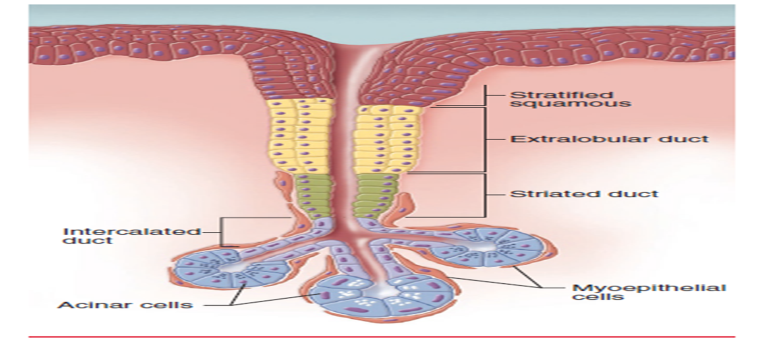 Stratified
squamous
Extralobular duct
Striated duct
Intercalated
duct
Acinar cells
Myoepithelial
cells